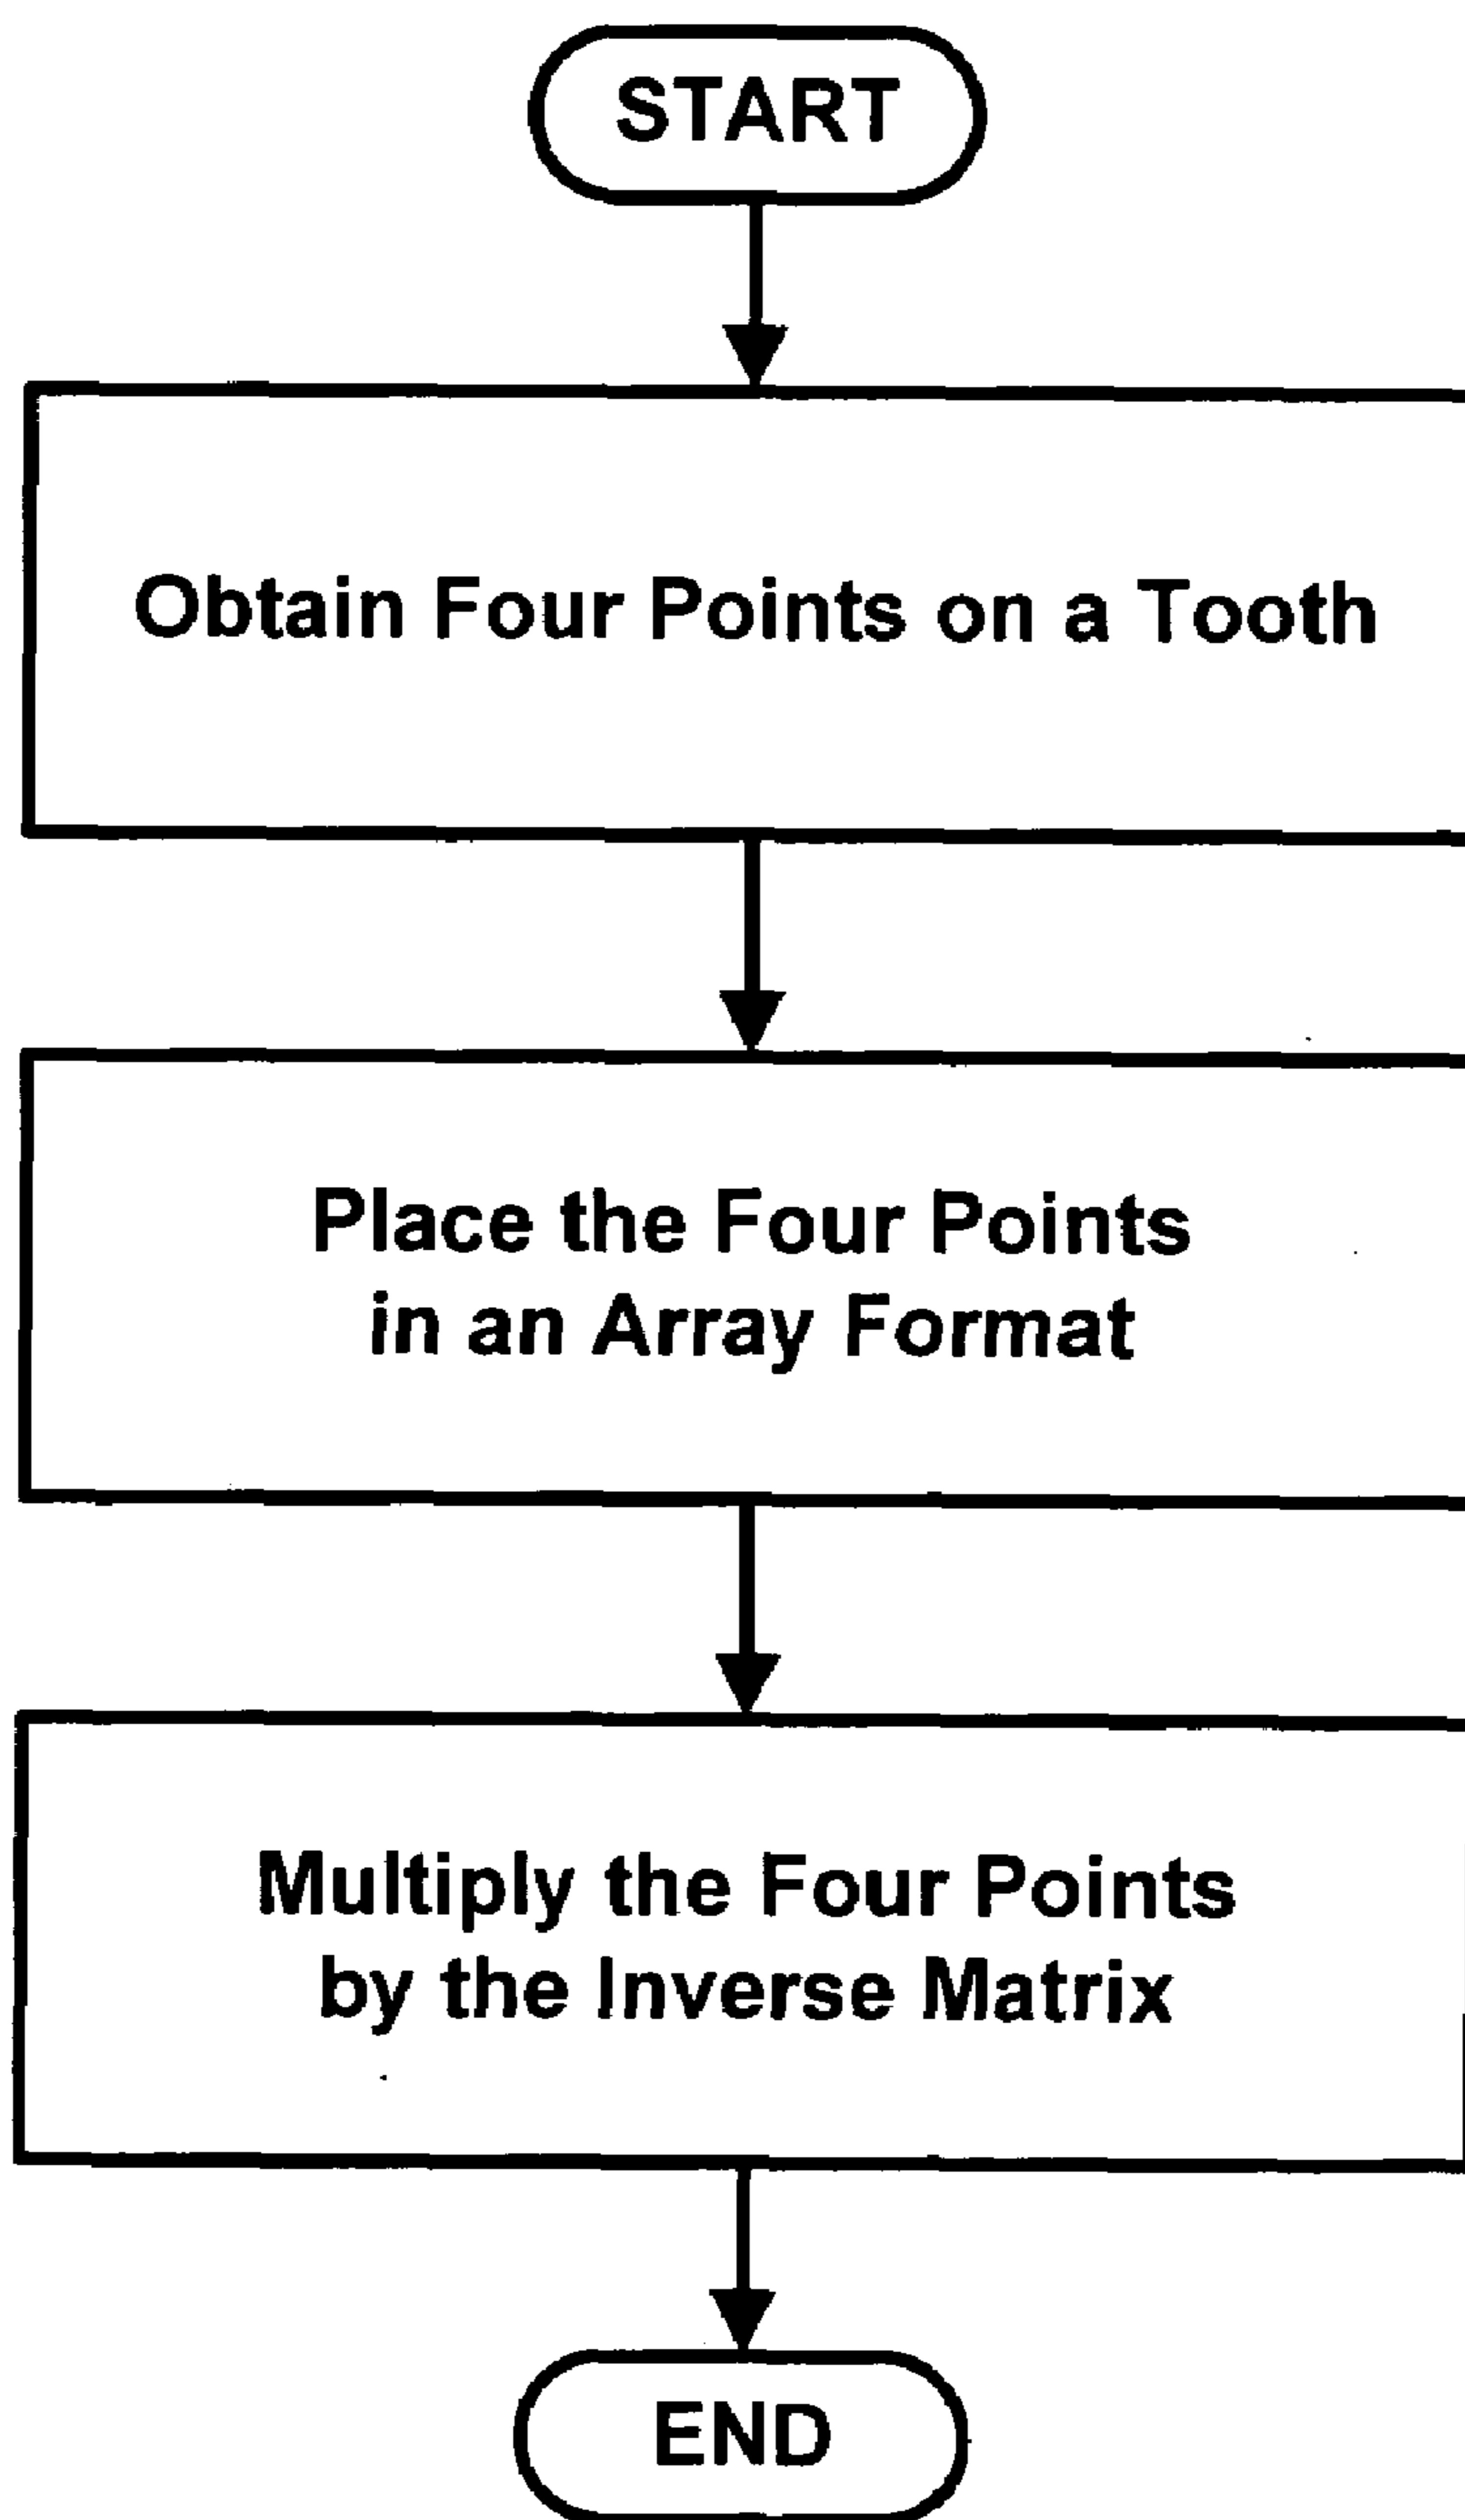 START
Obtain Four Points on a Tooth
Place the Four Points
in an Array Format
Multiply the Four Points
by the Inverse Matrix
END